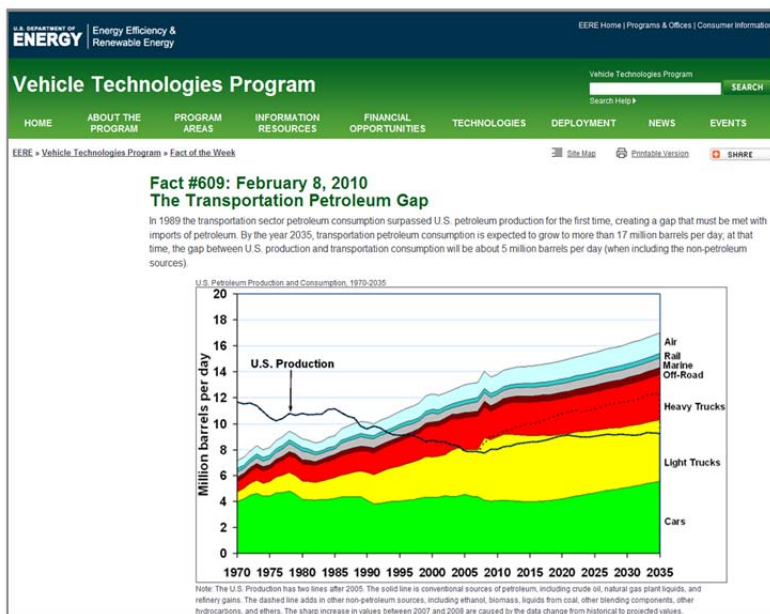 U.S. DEPARTMENT OF
ENERGY
Energy Efficiency &
Renewable Energy
EERE Home | Programs & Offices | Consumer Information
Vehicle Technologies Program
Vehicle Technologies Program
SEARCH
Search Help
HOME
ABOUT THE PROGRAM
PROGRAM AREAS
INFORMATION RESOURCES
FINANCIAL OPPORTUNITIES
TECHNOLOGIES
DEPLOYMENT
NEWS
EVENTS
EERE » Vehicle Technologies Program » Fact of the Week
Site Map
Printable Version
SHARE
Fact #609: February 8, 2010
The Transportation Petroleum Gap
In 1989 the transportation sector petroleum consumption surpassed U.S. petroleum production for the first time, creating a gap that must be met with
imports of petroleum. By the year 2035, transportation petroleum consumption is expected to grow to more than 17 million barrels per day; at that
time, the gap between U.S. production and transportation consumption will be about 5 million barrels per day (when including the non-petroleum
sources).
U.S. Petroleum Production and Consumption, 1970-2035
Million barrels per day
20
18
16
14
12
10
8
6
4
2
0
U.S. Production
Air
Rail
Marine
Off-Road
Heavy Trucks
Light Trucks
Cars
1970 1975 1980 1985 1990 1995 2000 2005 2010 2015 2020 2025 2030 2035
Note: The U.S. Production has two lines after 2005. The solid line is conventional sources of petroleum, including crude oil, natural gas plant liquids, and
refinery gains. The dashed line adds in other non-petroleum sources, including ethanol, biomass, liquids from coal, other blending components, other
hydrocarbons, and ethers. The sharp increase in values between 2007 and 2008 are caused by the data change from historical to projected values.